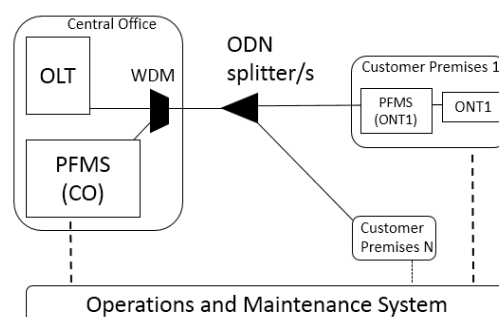 Central Office
OLT
WDM
PFMS
(CO)
ODN
splitter/s
Customer Premises 1
PFMS
(ONT1)
ONT1
Customer
Premises N
Operations and Maintenance System